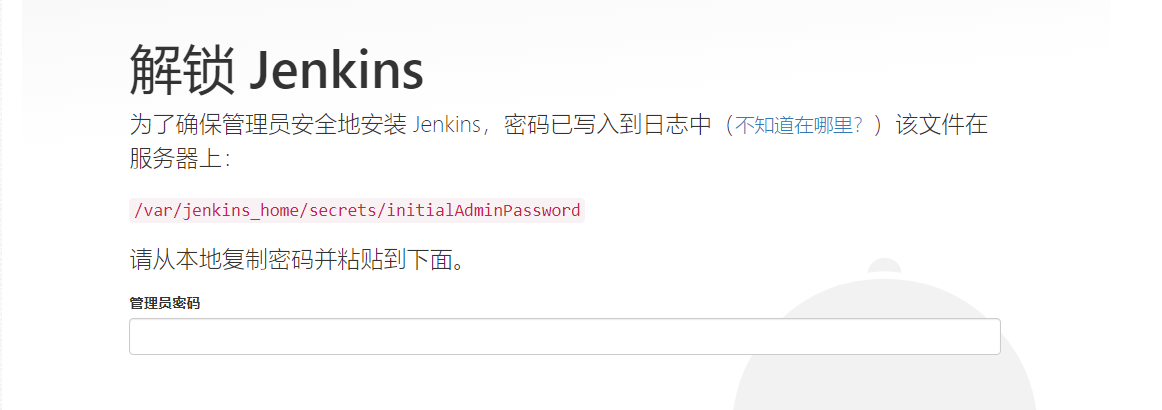 解锁 Jenkins
为了确保管理员安全地安装 Jenkins，密码已写入到日志中（不知道在哪里？）该文件在
服务器上：
/var/jenkins_home/secrets/initialAdminPassword
请从本地复制密码并粘贴到下面。
管理员密码